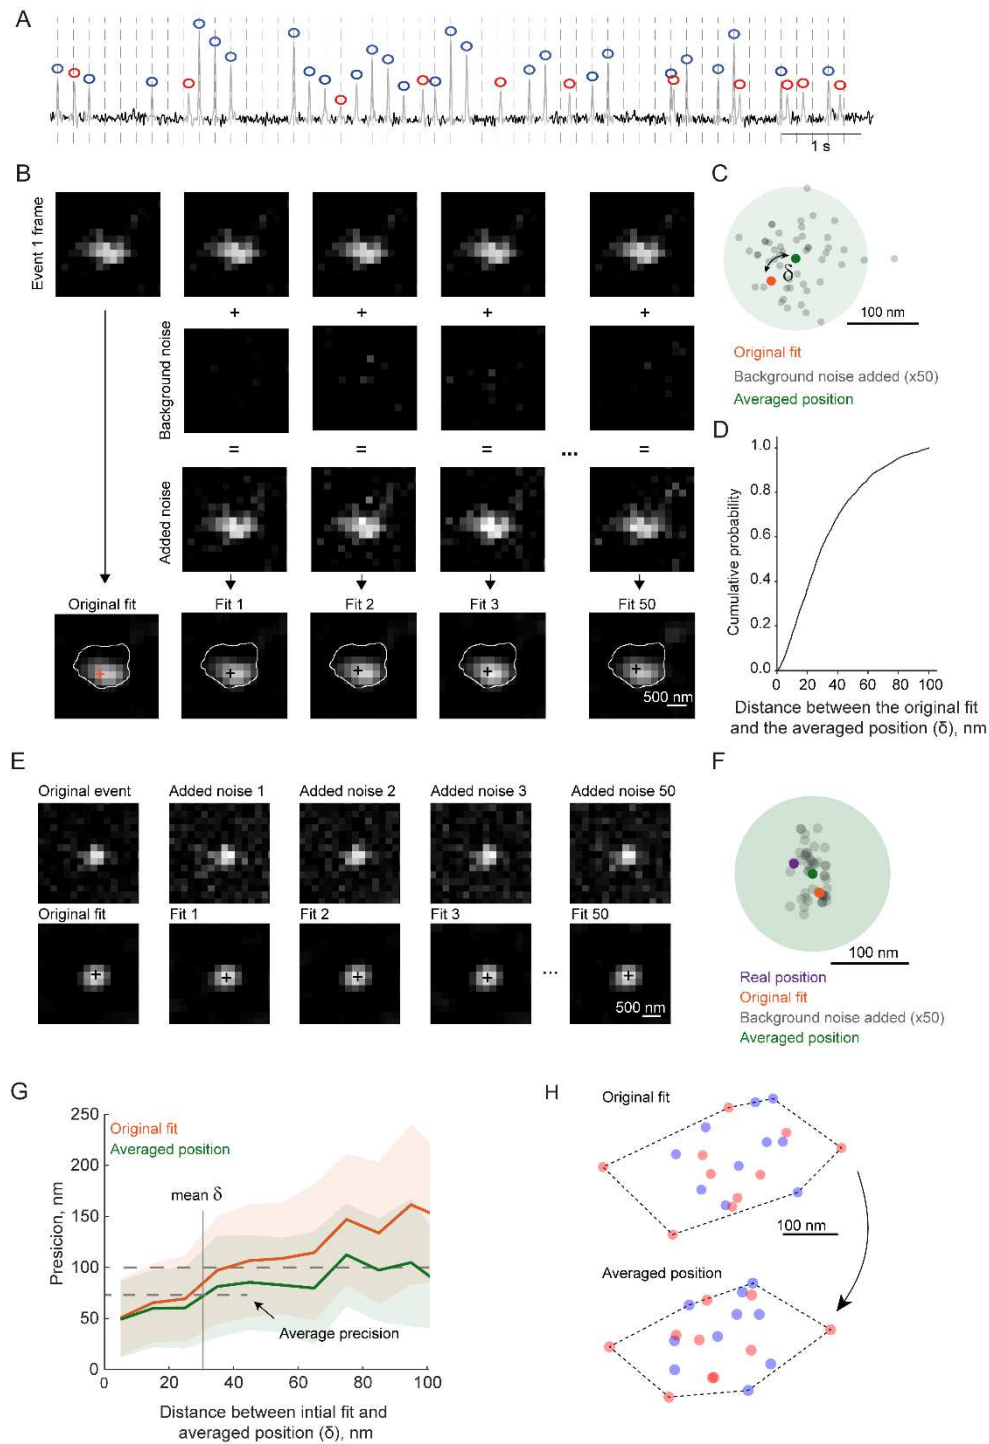 A
1 s
B
Event 1 frame
+ + + +
Background noise
= = = ... =
Added noise
Original fit Fit 1 Fit 2 Fit 3 Fit 50
+ + + + +
500 nm
C
δ
100 nm
Original fit
Background noise added (x50)
Averaged position
D
Cumulative probability
1.0
0.8
0.6
0.4
0.2
0.0
0 20 40 60 80 100
Distance between the original fit
and the averaged position (δ), nm
E
Original event Added noise 1 Added noise 2 Added noise 3 Added noise 50
Original fit Fit 1 Fit 2 Fit 3 Fit 50
+ + + + ... +
500 nm
F
100 nm
Real position
Original fit
Background noise added (x50)
Averaged position
G
Presicion, nm
250
200
150
100
50
0
Original fit
Averaged position
mean δ
Average precision
0 20 40 60 80 100
Distance between intial fit and
averaged position (δ), nm
H
Original fit
100 nm
Averaged position